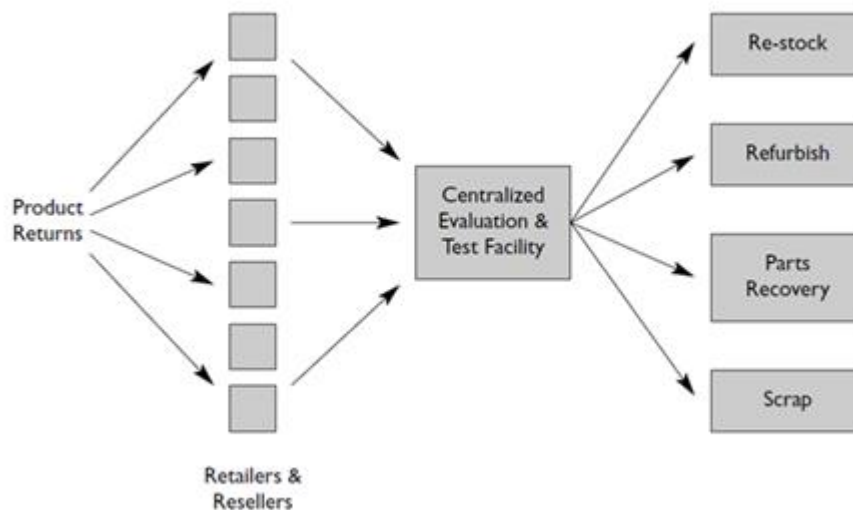 Product
Returns
Retailers &
Resellers
Centralized
Evaluation &
Test Facility
Re-stock
Refurbish
Parts
Recovery
Scrap